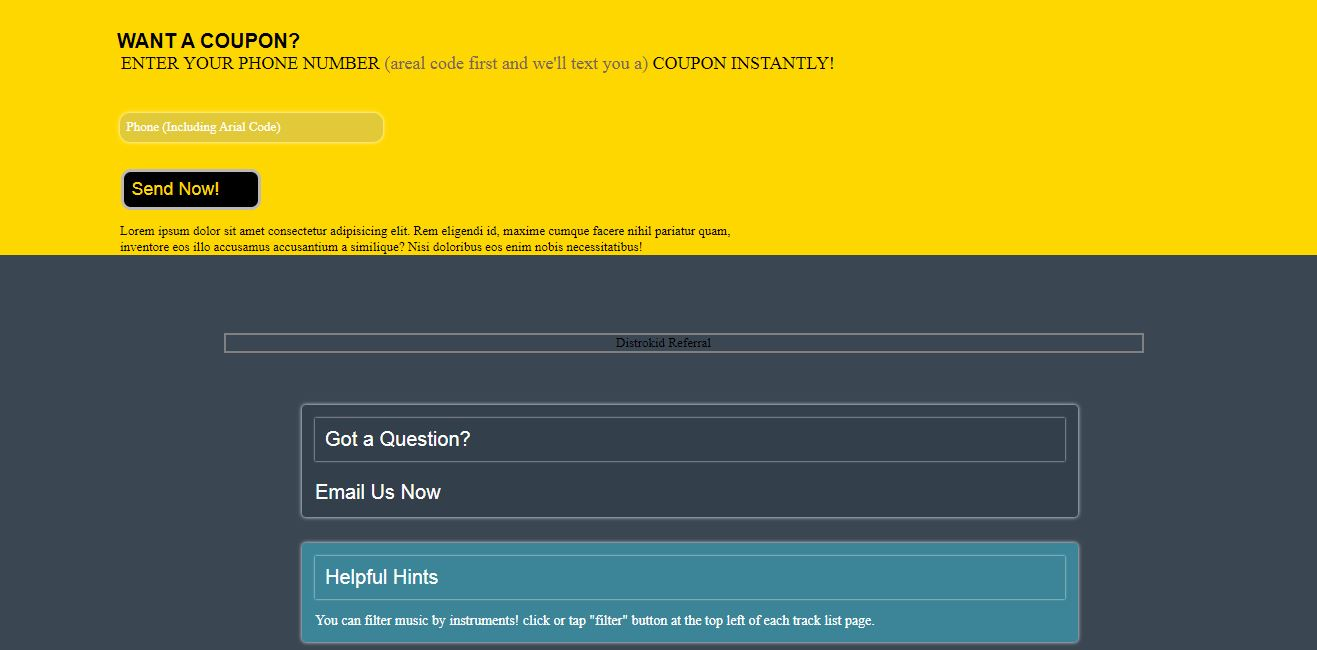 WANT A COUPON?
ENTER YOUR PHONE NUMBER (areal code first and we'll text you a) COUPON INSTANTLY!
Phone (Including Arial Code)
Send Now!
Lorem ipsum dolor sit amet consectetur adipisicing elit. Rem eligendi id, maxime cumque facere nihil pariatur quam,
inventore eos illo accusamus accusantium a similique? Nisi doloribus eos enim nobis necessitatibus!
Distrokid Referral
Got a Question?
Email Us Now
Helpful Hints
You can filter music by instruments! click or tap "filter" button at the top left of each track list page.